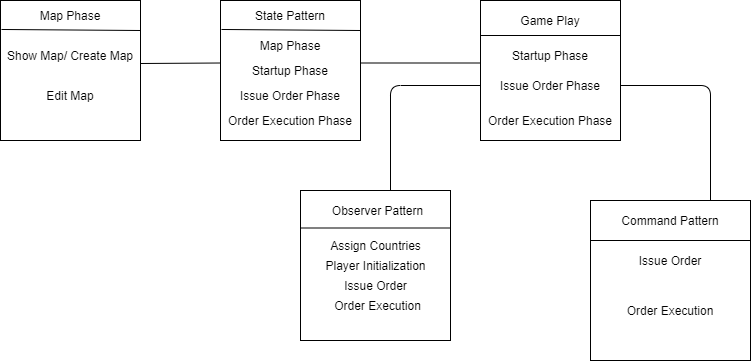 Map Phase
Show Map/ Create Map
Edit Map
State Pattern
Map Phase
Startup Phase
Issue Order Phase
Order Execution Phase
Game Play
Startup Phase
Issue Order Phase
Order Execution Phase
Observer Pattern
Assign Countries
Player Initialization
Issue Order
Order Execution
Command Pattern
Issue Order
Order Execution